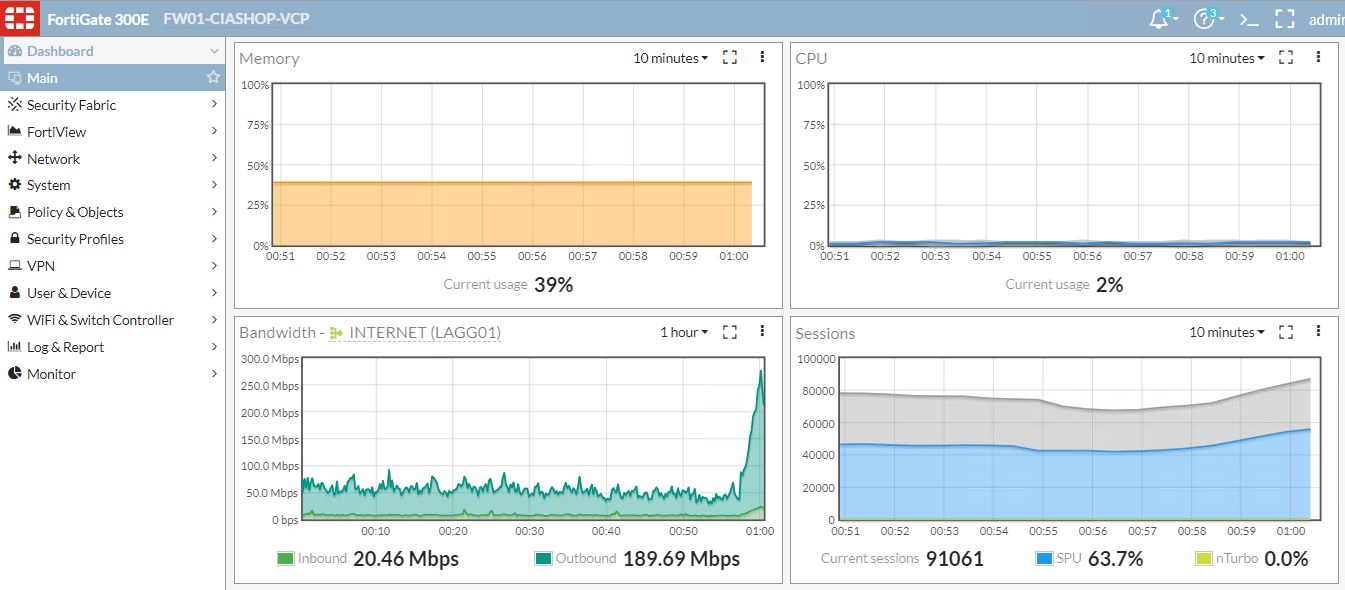 FortiGate 300E FW01-CIASHOP-VCP 1 3 admin
Dashboard
Main
Security Fabric
FortiView
Network
System
Policy & Objects
Security Profiles
VPN
User & Device
WiFi & Switch Controller
Log & Report
Monitor
Memory 10 minutes
100%
75%
50%
25%
0%
00:51 00:52 00:53 00:54 00:55 00:56 00:57 00:58 00:59 01:00
Current usage 39%
CPU 10 minutes
100%
75%
50%
25%
0%
00:51 00:52 00:53 00:54 00:55 00:56 00:57 00:58 00:59 01:00
Current usage 2%
Bandwidth - INTERNET (LAGG01) 1 hour
300.0 Mbps
250.0 Mbps
200.0 Mbps
150.0 Mbps
100.0 Mbps
50.0 Mbps
0 bps
00:10 00:20 00:30 00:40 00:50 01:00
Inbound 20.46 Mbps Outbound 189.69 Mbps
Sessions 10 minutes
100000
80000
60000
40000
20000
0
00:51 00:52 00:53 00:54 00:55 00:56 00:57 00:58 00:59 01:00
Current sessions 91061 SPU 63.7% nTurbo 0.0%